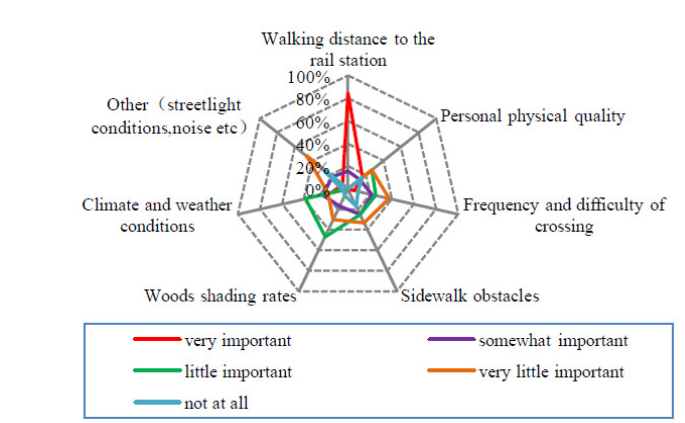 Walking distance to the
rail station
100%
80%
60%
40%
20%
0%
Personal physical quality
Frequency and difficulty of
crossing
Sidewalk obstacles
Woods shading rates
Climate and weather
conditions
Other（streetlight
conditions,noise etc）
very important
somewhat important
little important
very little important
not at all